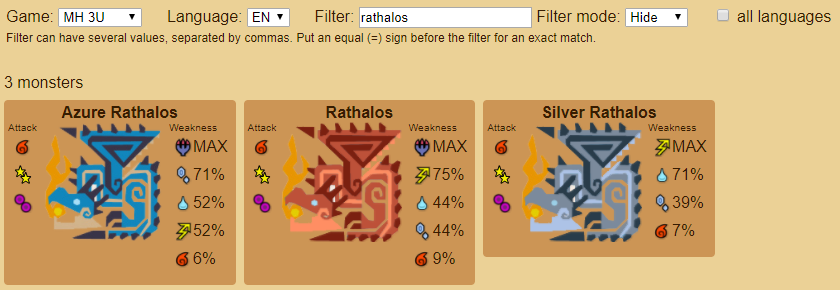 Game: MH 3U Language: EN Filter: rathalos Filter mode: Hide all languages
Filter can have several values, separated by commas. Put an equal (=) sign before the filter for an exact match.
3 monsters
Azure Rathalos
Attack Weakness
MAX
71%
52%
52%
6%
Rathalos
Attack Weakness
MAX
75%
44%
44%
9%
Silver Rathalos
Attack Weakness
MAX
71%
39%
7%